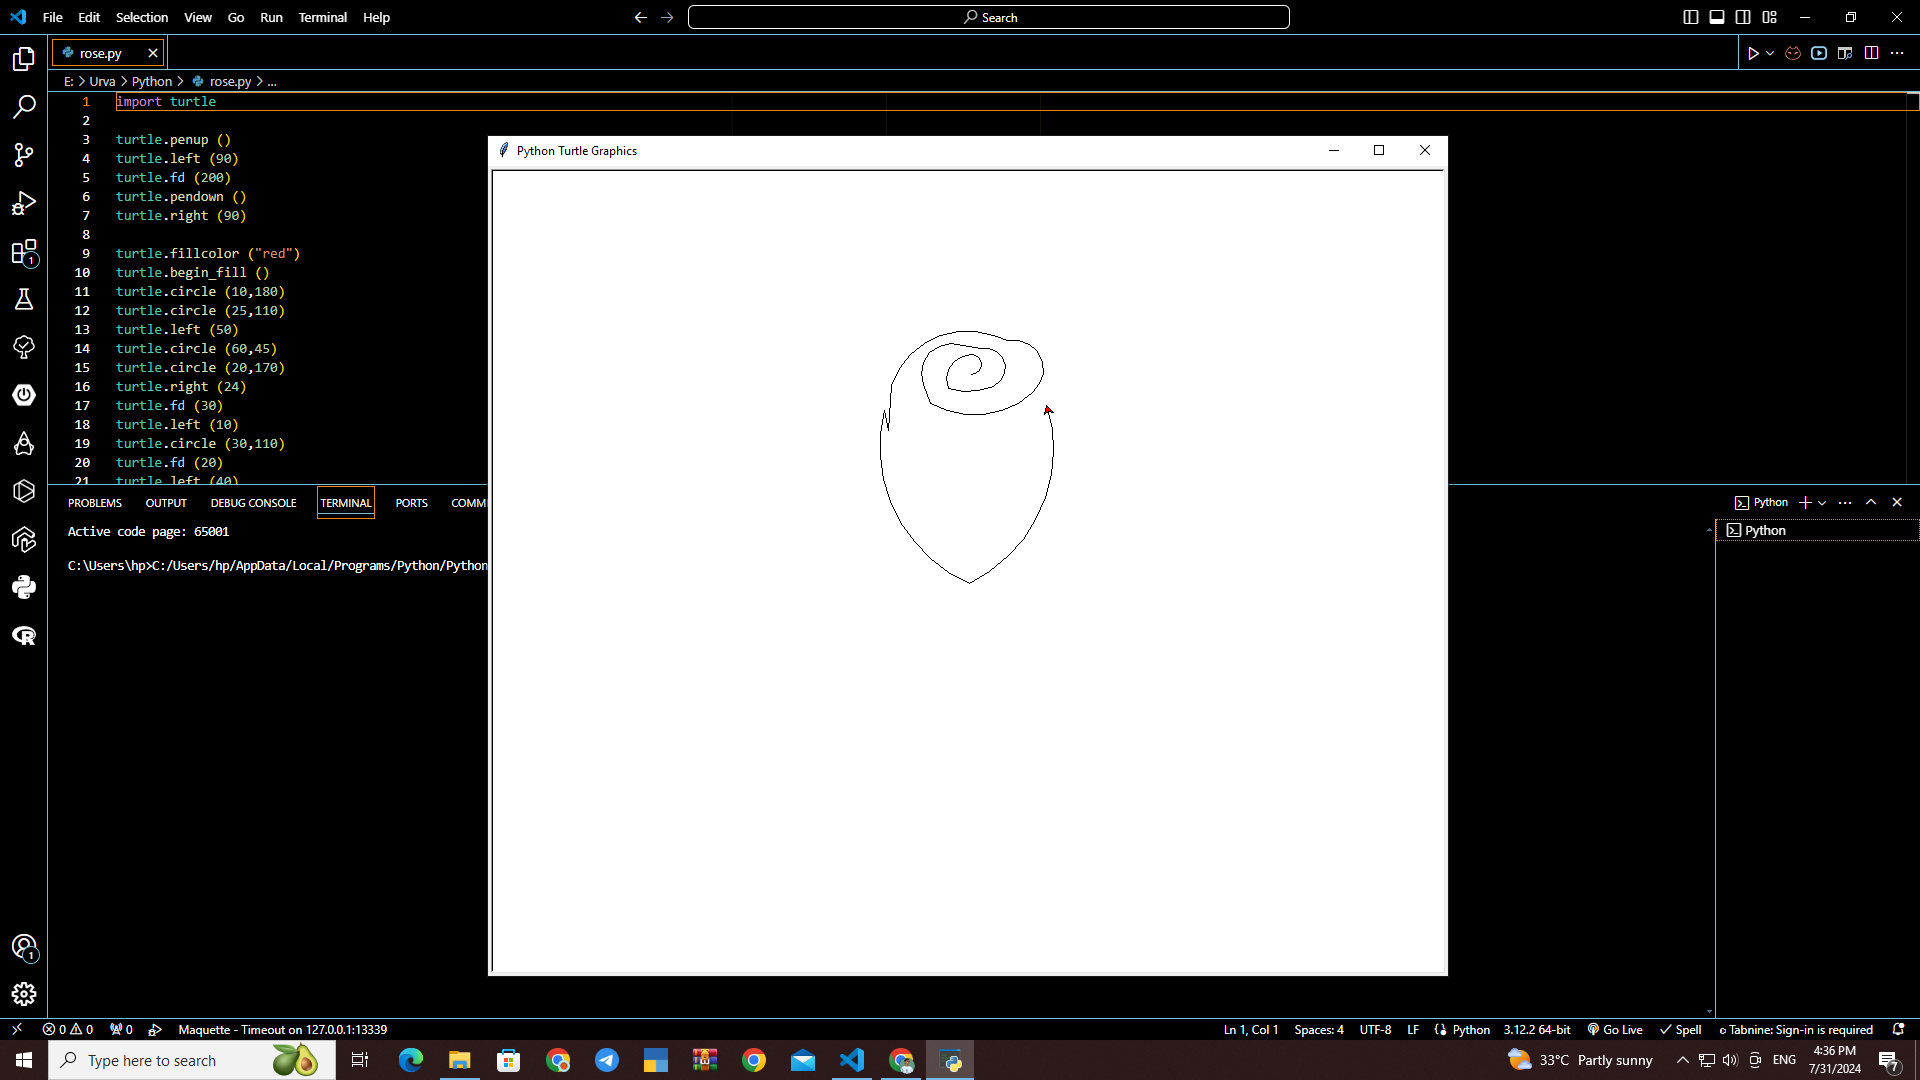 File Edit Selection View Go Run Terminal Help
Search
rose.py
E: > Urva > Python > rose.py > ...
1 import turtle
2
3 turtle.penup ()
4 turtle.left (90)
5 turtle.fd (200)
6 turtle.pendown ()
7 turtle.right (90)
8
9 turtle.fillcolor ("red")
10 turtle.begin_fill ()
11 turtle.circle (10,180)
12 turtle.circle (25,110)
13 turtle.left (50)
14 turtle.circle (60,45)
15 turtle.circle (20,170)
16 turtle.right (24)
17 turtle.fd (30)
18 turtle.left (10)
19 turtle.circle (30,110)
20 turtle.fd (20)
21 turtle.left (40)
Python Turtle Graphics
PROBLEMS OUTPUT DEBUG CONSOLE TERMINAL PORTS COMM
Python
Python
Active code page: 65001
C:\Users\hp>C:/Users/hp/AppData/Local/Programs/Python/Python
1
1
0 0 0 Maquette - Timeout on 127.0.0.1:13339 Ln 1, Col 1 Spaces: 4 UTF-8 LF Python 3.12.2 64-bit Go Live Spell Tabnine: Sign-in is required
Type here to search
33°C Partly sunny ENG
4:36 PM
7/31/2024
7